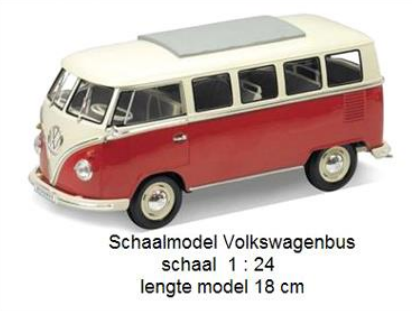 Schaalmodel Volkswagenbus
schaal 1 : 24
lengte model 18 cm